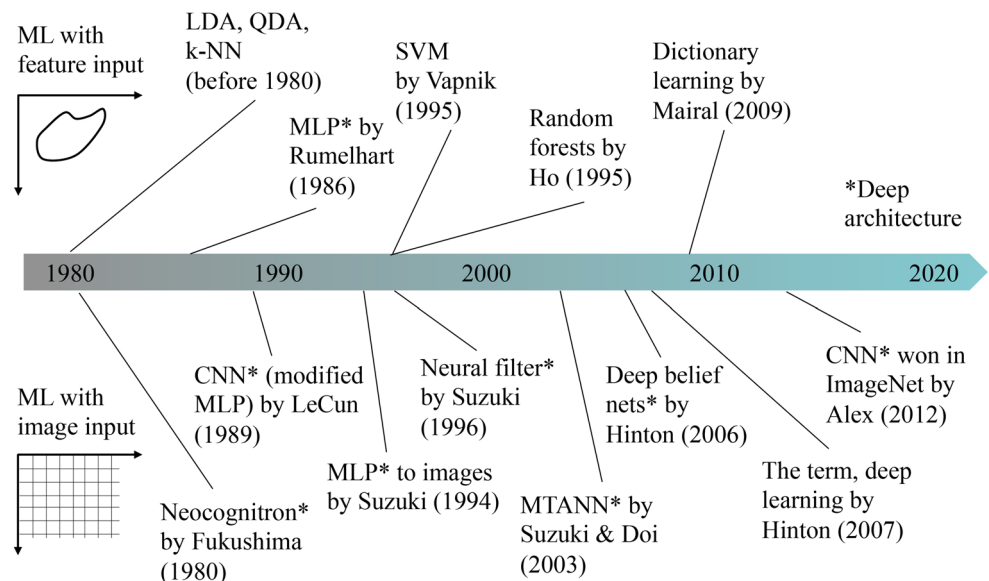 ML with
feature input
LDA, QDA,
k-NN
(before 1980)
MLP* by
Rumelhart
(1986)
SVM
by Vapnik
(1995)
Random
forests by
Ho (1995)
Dictionary
learning by
Mairal (2009)
*Deep
architecture
1980
1990
2000
2010
2020
ML with
image input
Neocognitron*
by Fukushima
(1980)
CNN* (modified
MLP) by LeCun
(1989)
MLP* to images
by Suzuki (1994)
Neural filter*
by Suzuki
(1996)
MTANN* by
Suzuki & Doi
(2003)
Deep belief
nets* by
Hinton (2006)
The term, deep
learning by
Hinton (2007)
CNN* won in
ImageNet by
Alex (2012)